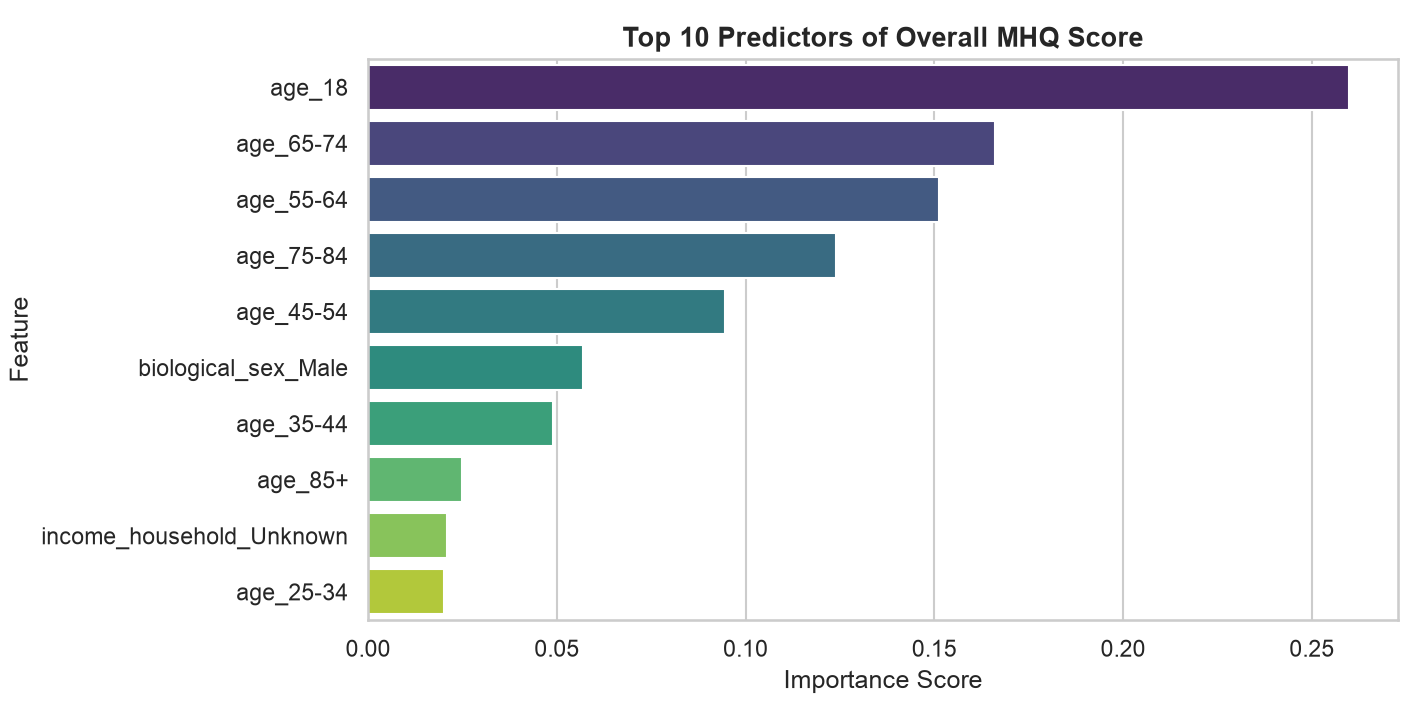 Top 10 Predictors of Overall MHQ Score
age_18
age_65-74
age_55-64
age_75-84
age_45-54
biological_sex_Male
age_35-44
age_85+
income_household_Unknown
age_25-34
Feature
0.00 0.05 0.10 0.15 0.20 0.25
Importance Score